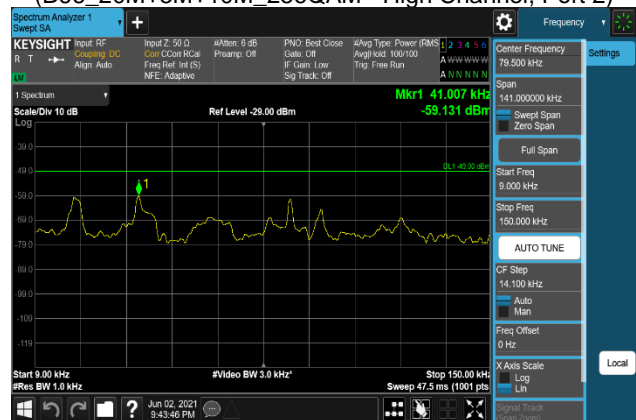 Spectrum Analyzer 1
Swept SA
Frequency
KEYSIGHT
R T
LW
Input: RF
Coupling: DC
Align: Auto
Input Z: 50 Ω
Corr CCorr RCal
Freq Ref: Int (S)
NFE: Adaptive
#Atten: 6 dB
Preamp: Off
PNO: Best Close
Gate: Off
IF Gain: Low
Sig Track: Off
#Avg Type: Power (RMS
Avg|Hold: 100/100
Trig: Free Run
1 2 3 4 5 6
A W W W W W
A N N N N N
1 Spectrum
Scale/Div 10 dB
Log
Ref Level -29.00 dBm
Mkr1 41.007 kHz
-59.131 dBm
-39.0
-49.0
-59.0
-69.0
-79.0
-89.0
-99.0
-109
-119
DL1 -49.00 dBm
1
Start 9.00 kHz
#Res BW 1.0 kHz
#Video BW 3.0 kHz*
Stop 150.00 kHz
Sweep 47.5 ms (1001 pts
Jun 02, 2021
9:43:46 PM
Center Frequency
79.500 kHz
Span
141.000000 kHz
Swept Span
Zero Span
Full Span
Start Freq
9.000 kHz
Stop Freq
150.000 kHz
AUTO TUNE
CF Step
14.100 kHz
Auto
Man
Freq Offset
0 Hz
X Axis Scale
Log
Lin
Signal Track
(Span Zoom)
Settings
Local